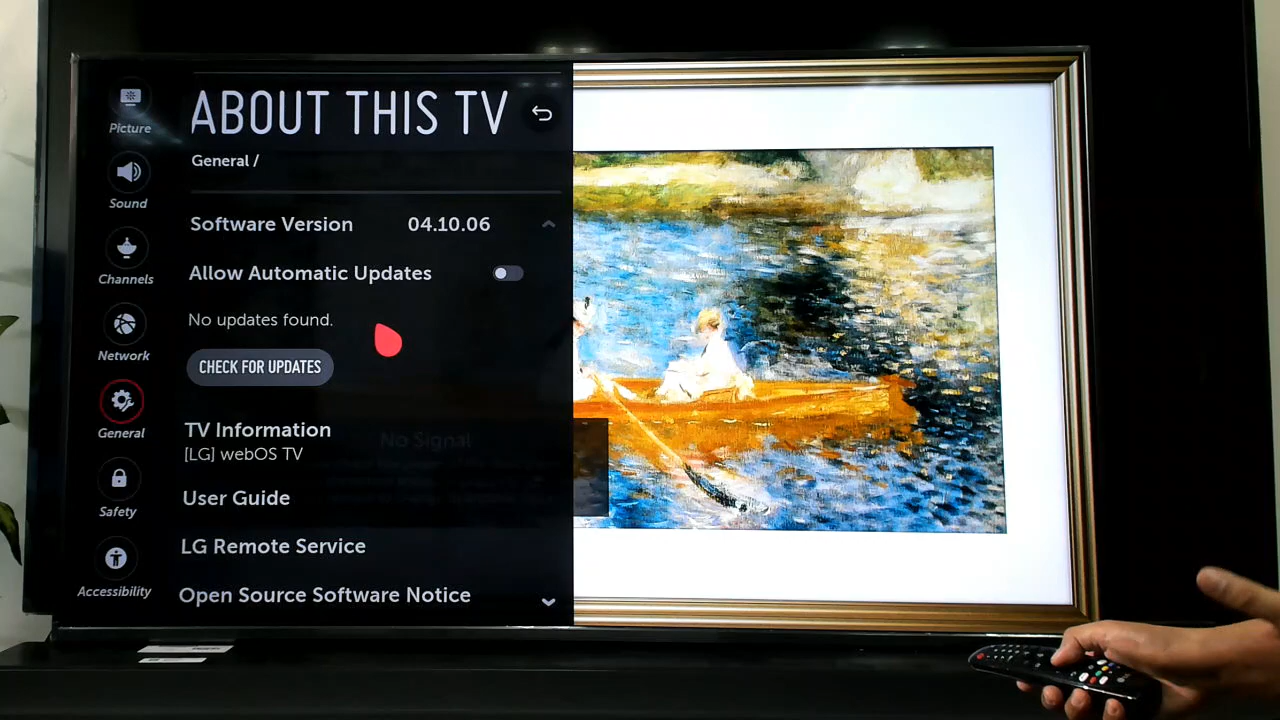 ABOUT THIS TV
Picture
General /
Sound
Software Version 04.10.06
Allow Automatic Updates
Channels
No updates found.
Network
CHECK FOR UPDATES
General
TV Information
No Signal
[LG] webOS TV
User Guide
Safety
LG Remote Service
Accessibility
Open Source Software Notice